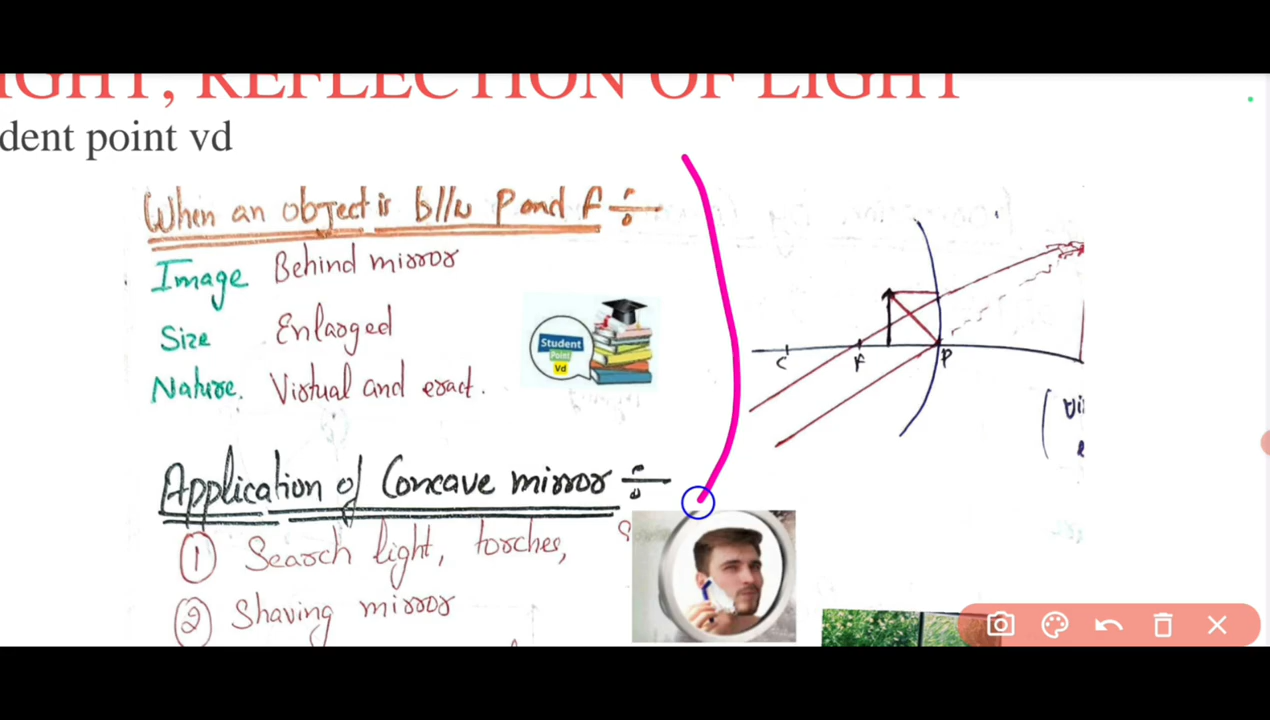 IGHT, REFLECTION OF LIGHT
dent point vd
When an object is b/w P and F :-
Image Behind mirror
Size Enlarged
Nature. Virtual and erect.
Student
Point
Vd
C F P
Application of Concave mirror :-
① Search light, torches,
② Shaving mirror